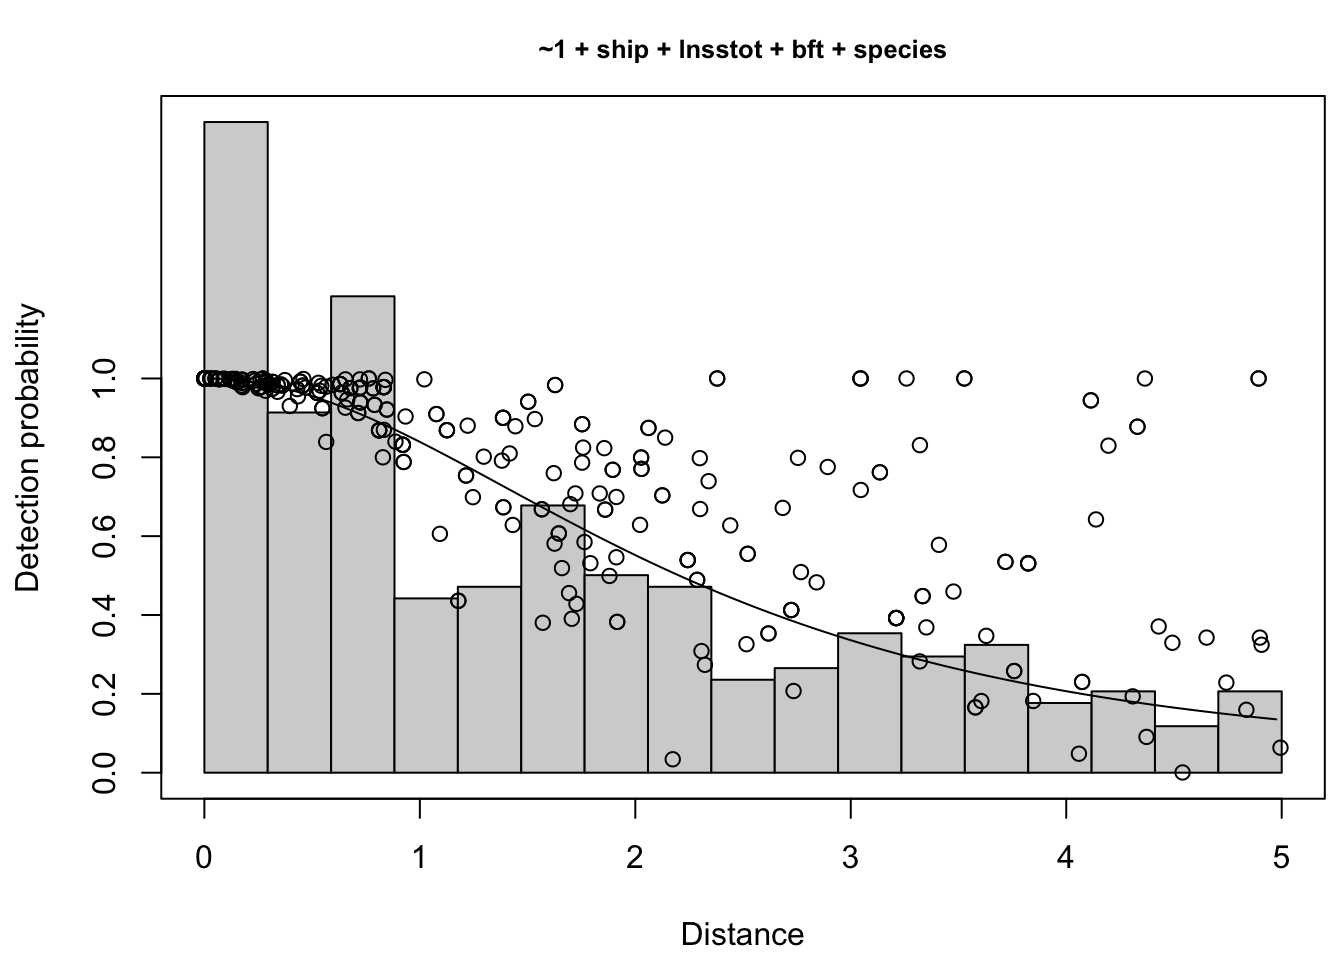 ~1 + ship + lnsstot + bft + species
Detection probability
1.0
0.8
0.6
0.4
0.2
0.0
0 1 2 3 4 5
Distance